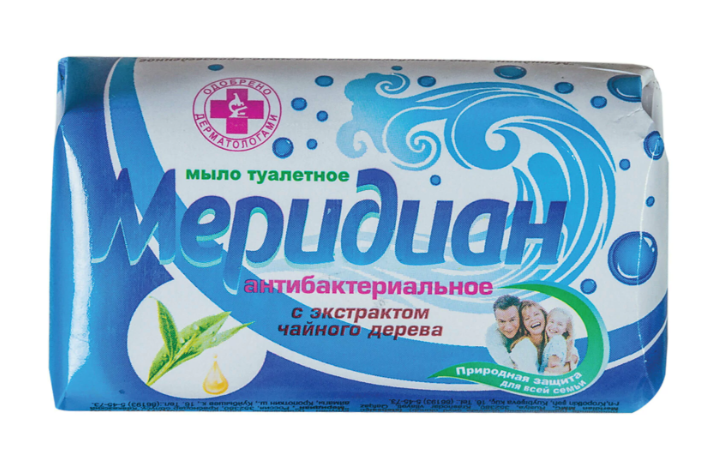 ОДОБРЕНО
ДЕРМАТОЛОГАМИ
мыло туалетное
Меридиан
антибактериальное
с экстрактом
чайного дерева
Природная защита
для всей семьи